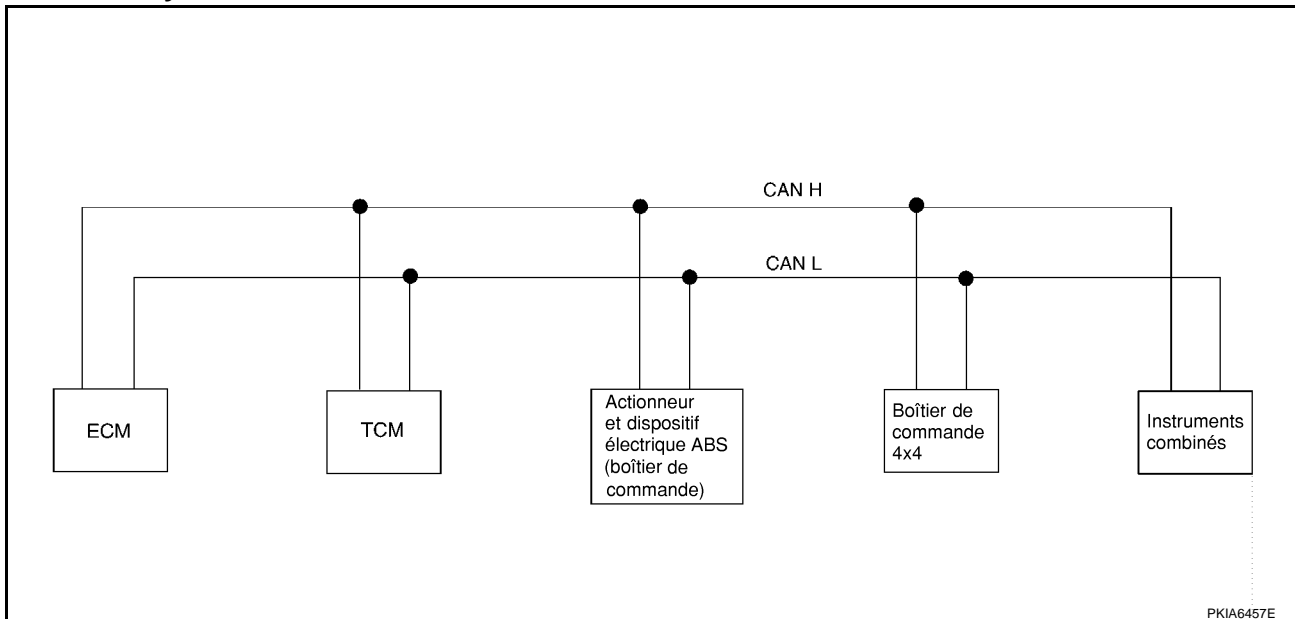 CAN H
CAN L
ECM
TCM
Actionneur
et dispositif
électrique ABS
(boîtier de
commande)
Boîtier de
commande
4x4
Instruments
combinés
PKIA6457E